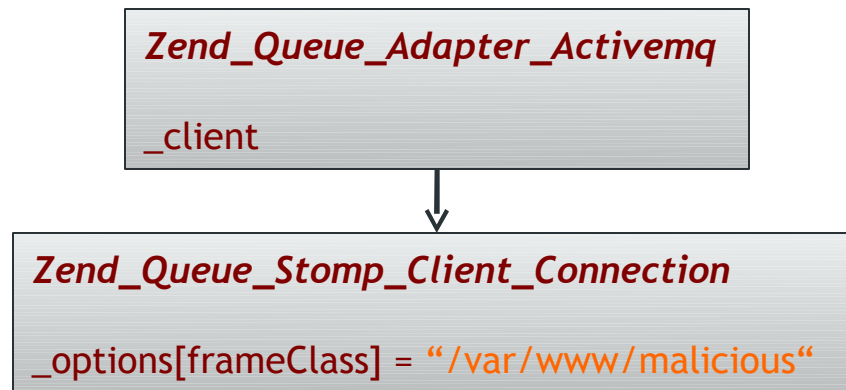 Zend_Queue_Adapter_Activemq
_client
Zend_Queue_Stomp_Client_Connection
_options[frameClass] = “/var/www/malicious“